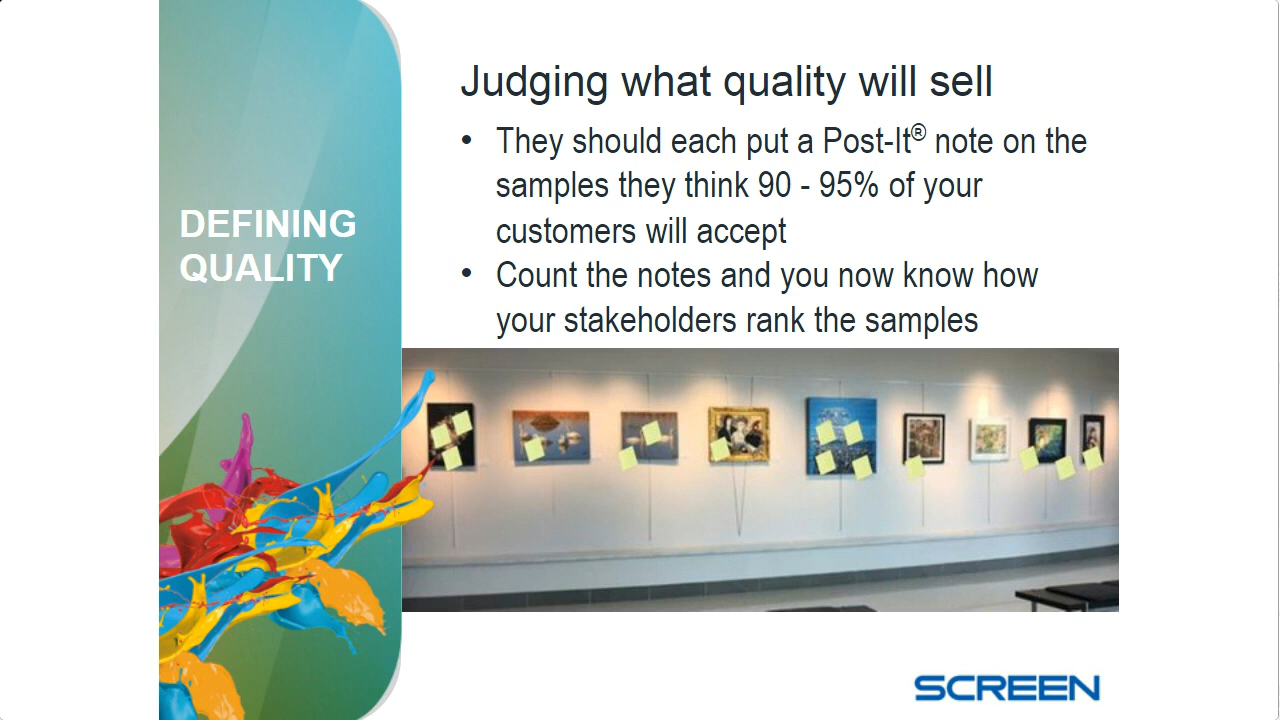 DEFINING
QUALITY
Judging what quality will sell
• They should each put a Post-It® note on the
samples they think 90 - 95% of your
customers will accept
• Count the notes and you now know how
your stakeholders rank the samples
SCREEN